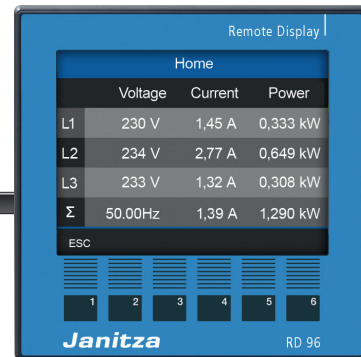 Remote Display
Home
Voltage Current Power
L1 230 V 1,45 A 0,333 kW
L2 234 V 2,77 A 0,649 kW
L3 233 V 1,32 A 0,308 kW
Σ 50.00Hz 1,39 A 1,290 kW
ESC
1 2 3 4 5 6
Janitza RD 96